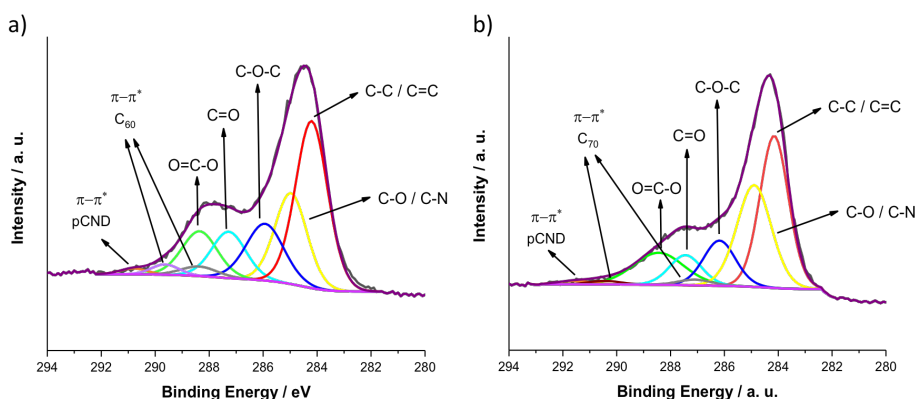 a)
Intensity / a. u.
π−π*
C60
π−π*
pCND
O=C-O
C=O
C-O-C
C-C / C=C
C-O / C-N
294 292 290 288 286 284 282 280
Binding Energy / eV
b)
Intensity / a. u.
π−π*
C70
π−π*
pCND
O=C-O
C=O
C-O-C
C-C / C=C
C-O / C-N
294 292 290 288 286 284 282 280
Binding Energy / a. u.